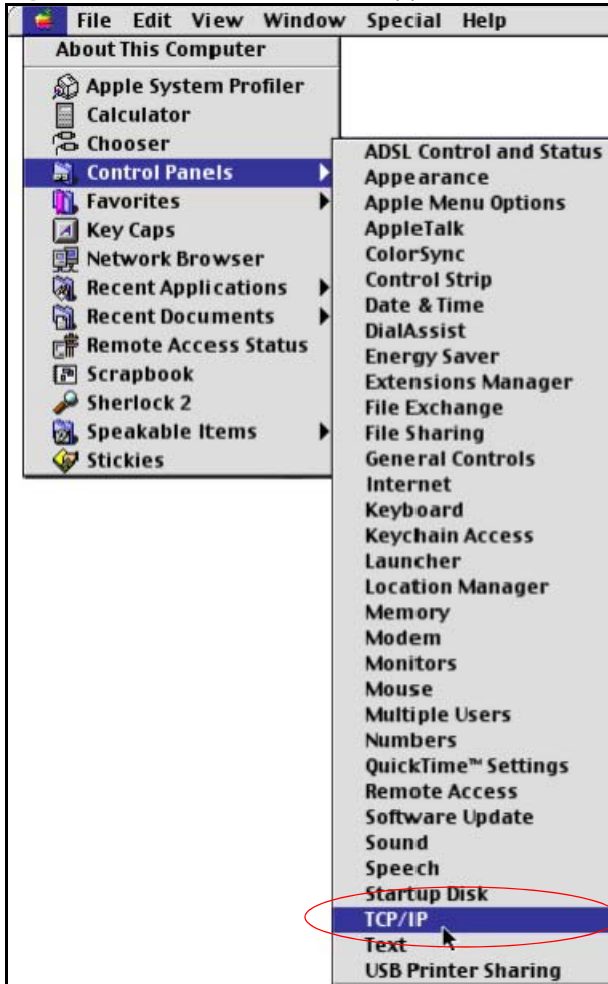 File Edit View Window Special Help
About This Computer
Apple System Profiler
Calculator
Chooser
Control Panels
Favorites
Key Caps
Network Browser
Recent Applications
Recent Documents
Remote Access Status
Scrapbook
Sherlock 2
Speakable Items
Stickies
ADSL Control and Status
Appearance
Apple Menu Options
AppleTalk
ColorSync
Control Strip
Date & Time
DialAssist
Energy Saver
Extensions Manager
File Exchange
File Sharing
General Controls
Internet
Keyboard
Keychain Access
Launcher
Location Manager
Memory
Modem
Monitors
Mouse
Multiple Users
Numbers
QuickTime™ Settings
Remote Access
Software Update
Sound
Speech
Startup Disk
TCP/IP
Text
USB Printer Sharing